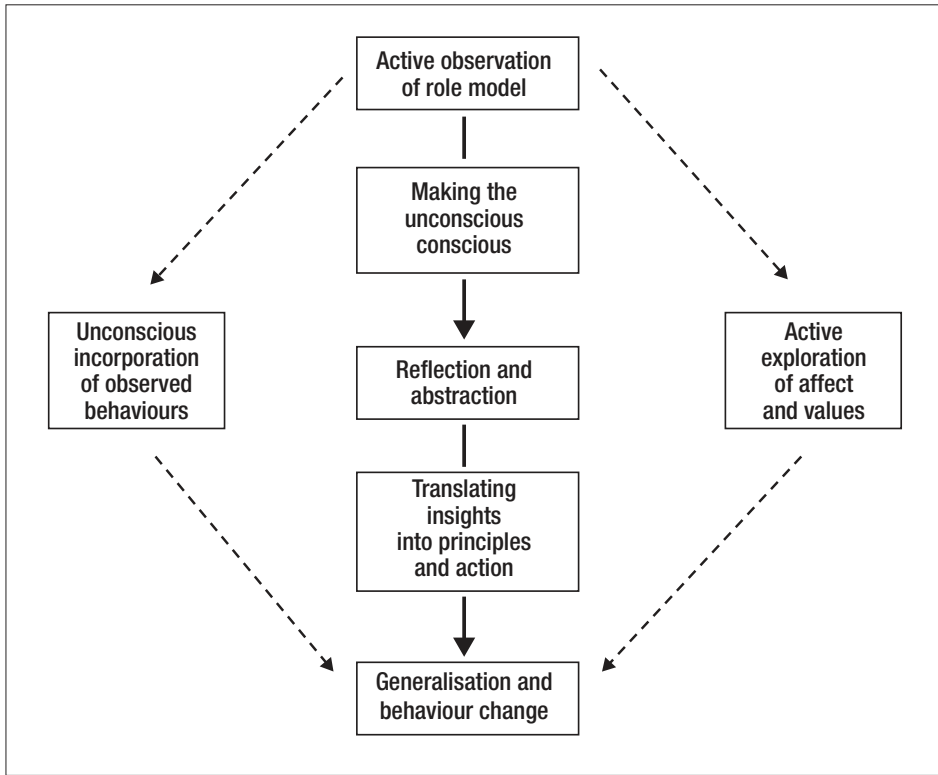 Active observation
of role model
Making the
unconscious
conscious
Unconscious
incorporation
of observed
behaviours
Reflection and
abstraction
Active
exploration
of affect
and values
Translating
insights
into principles
and action
Generalisation and
behaviour change